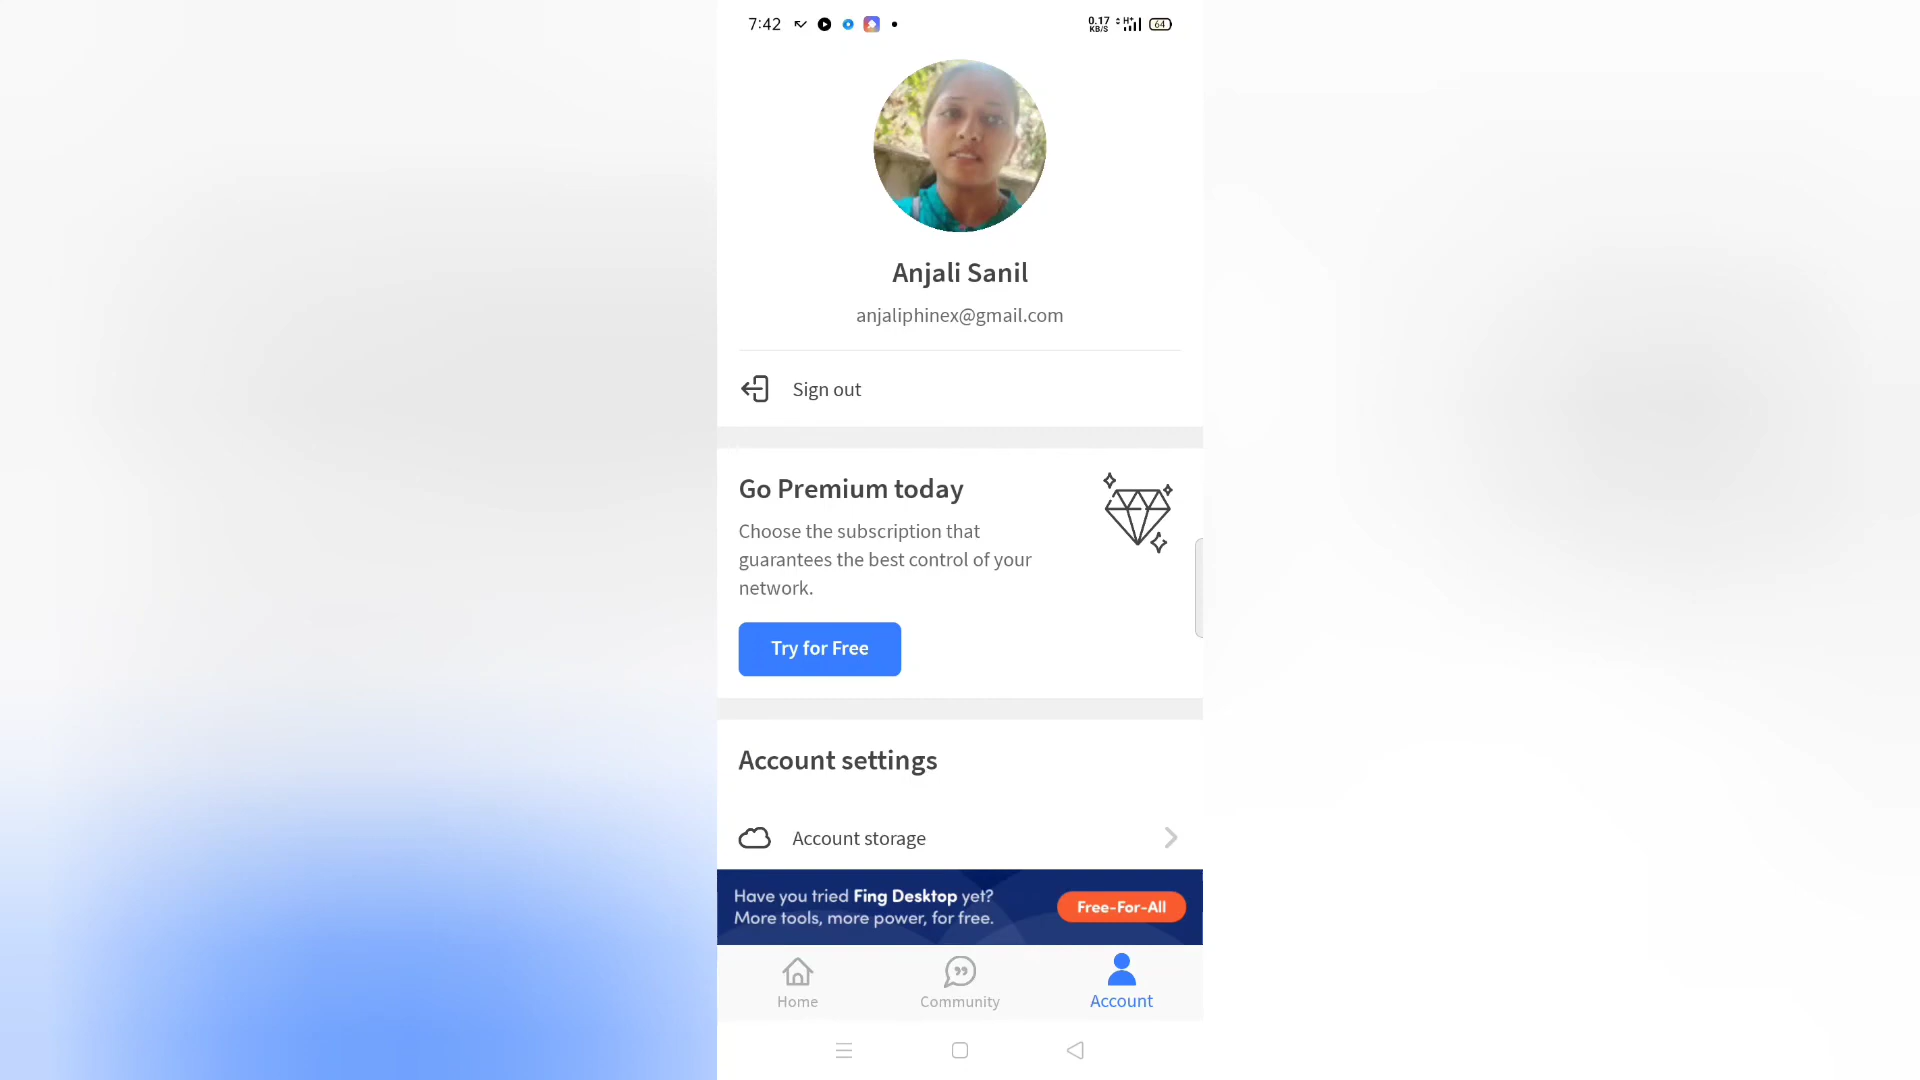 7:42
0.17
KB/S
H+
64
Anjali Sanil
anjaliphinex@gmail.com
Sign out
Go Premium today
Choose the subscription that
guarantees the best control of your
network.
Try for Free
Account settings
Account storage
Have you tried Fing Desktop yet?
More tools, more power, for free.
Free-For-All
Home
Community
Account